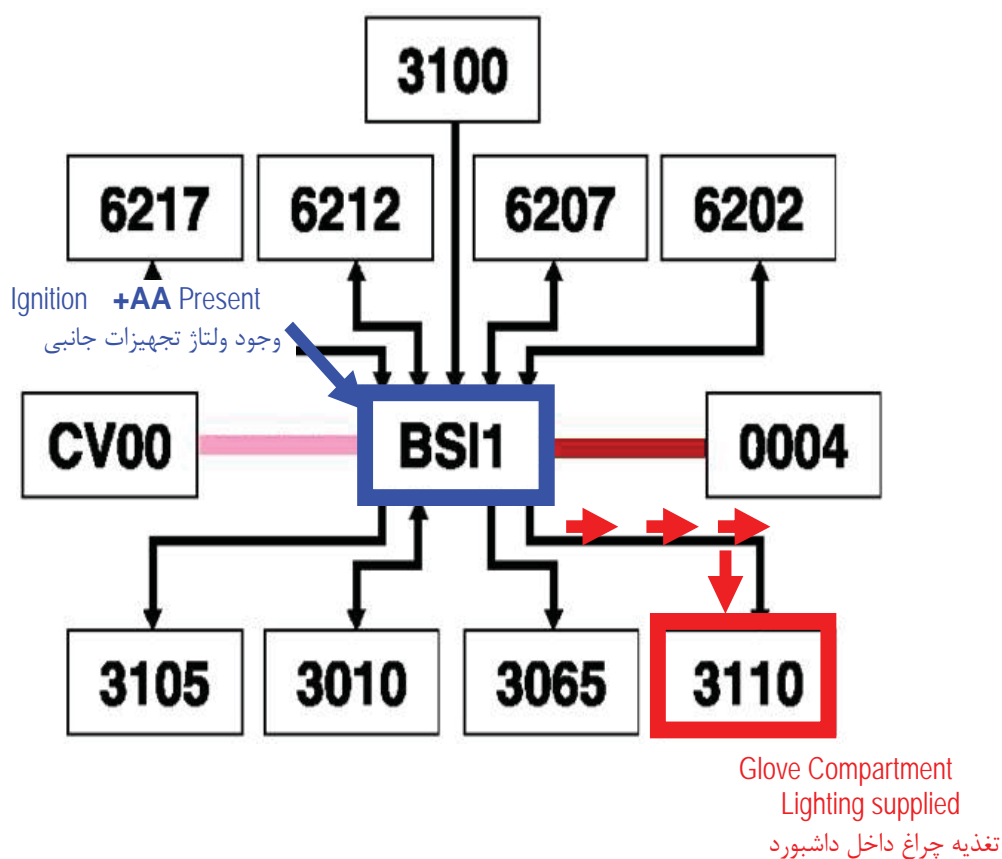 3100
6217 6212 6207 6202
Ignition +AA Present
وجود ولتاژ تجهیزات جانبی
CV00 BSI1 0004
3105 3010 3065 3110
Glove Compartment
Lighting supplied
تغذیه چراغ داخل داشبورد